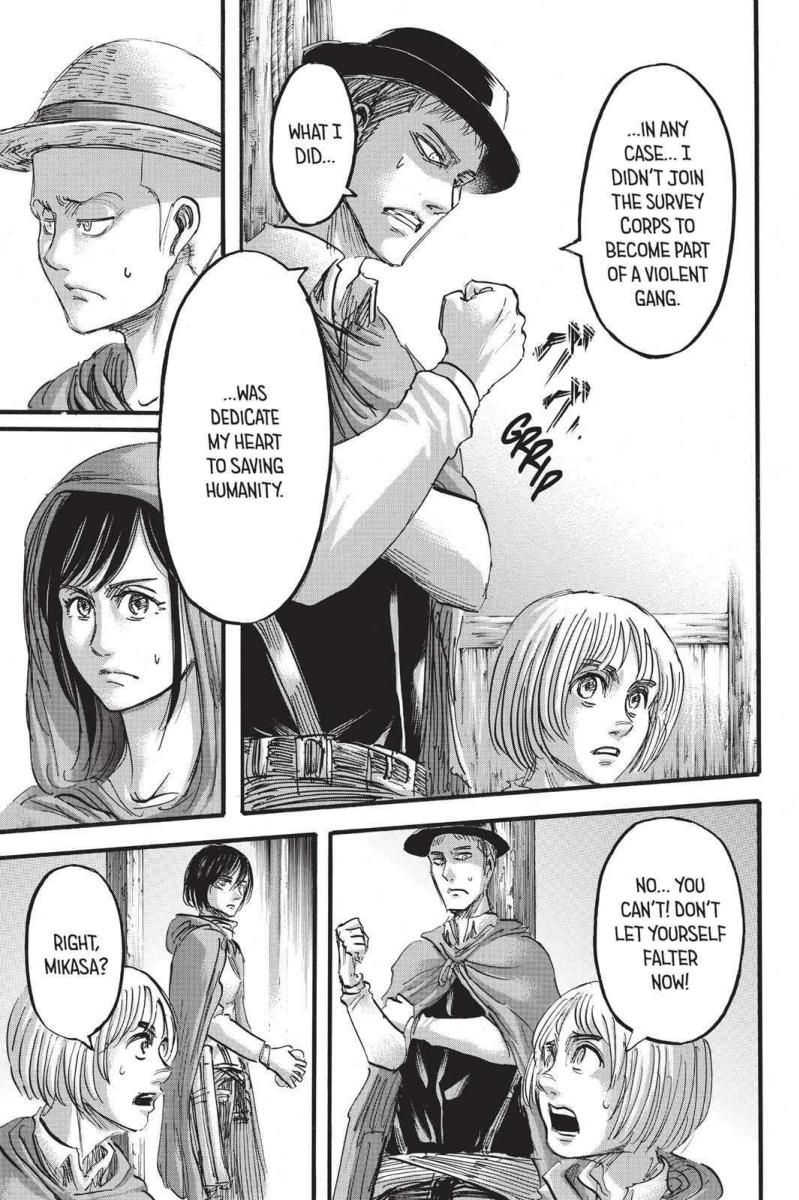 ...IN ANY
CASE... I
DIDN'T JOIN
THE SURVEY
CORPS TO
BECOME PART
OF A VIOLENT
GANG.
WHAT I
DID...
GRRIP
...WAS
DEDICATE
MY HEART
TO SAVING
HUMANITY.
NO... YOU
CAN'T! DON'T
LET YOURSELF
FALTER
NOW!
RIGHT,
MIKASA?